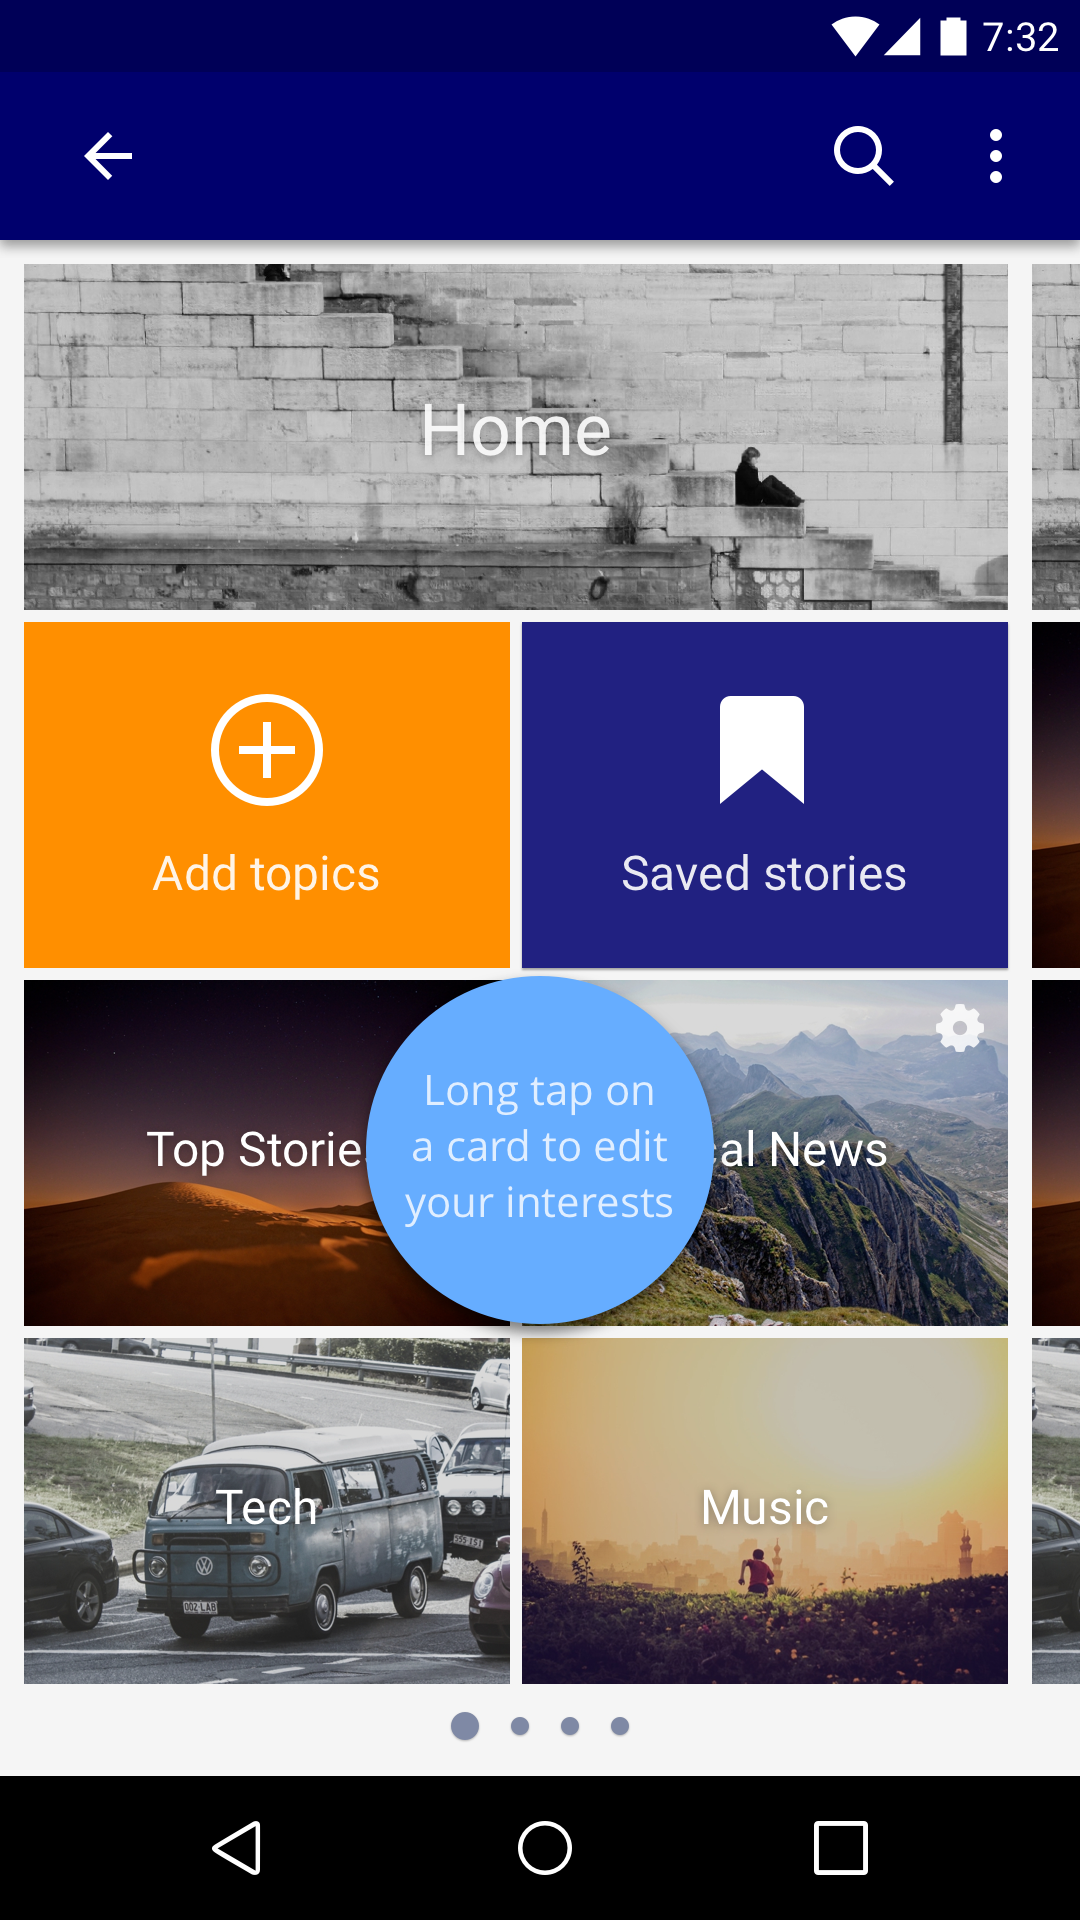 7:32
Home
Add topics
Saved stories
Top Storie
Long tap on
a card to edit
your interests
cal News
Tech
Music